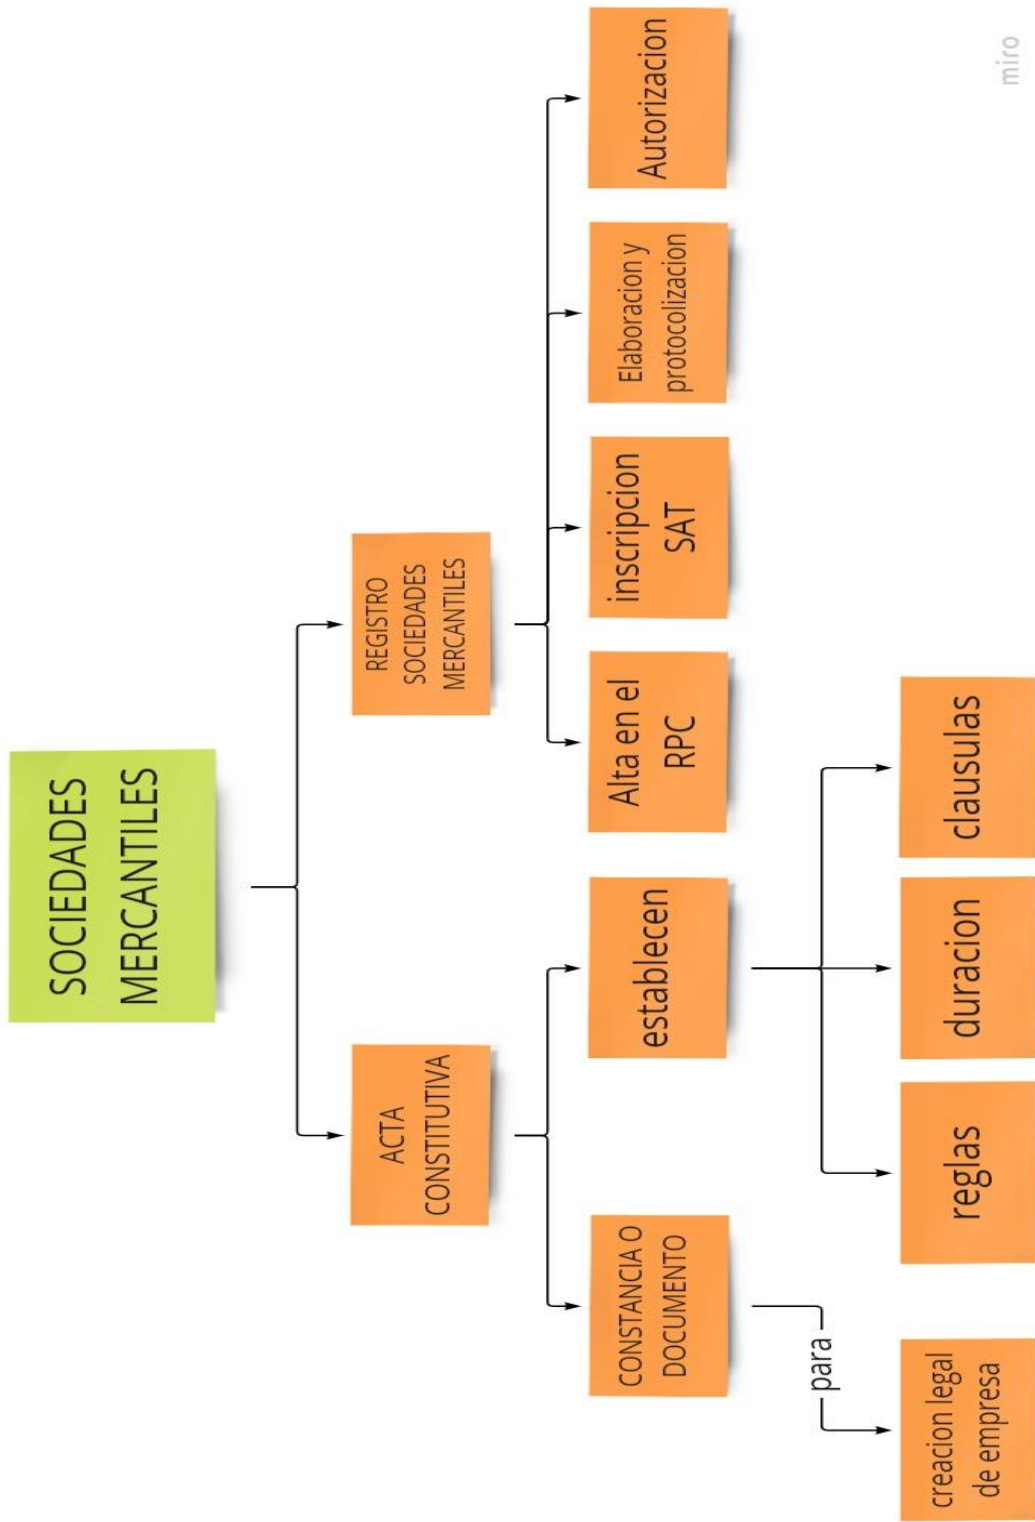 SOCIEDADES
MERCANTILES
ACTA
CONSTITUTIVA
REGISTRO
SOCIEDADES
MERCANTILES
CONSTANCIA O
DOCUMENTO
establecen
Alta en el
RPC
inscripcion
SAT
Elaboracion y
protocolizacion
Autorizacion
para
creacion legal
de empresa
reglas
duracion
clausulas
miro